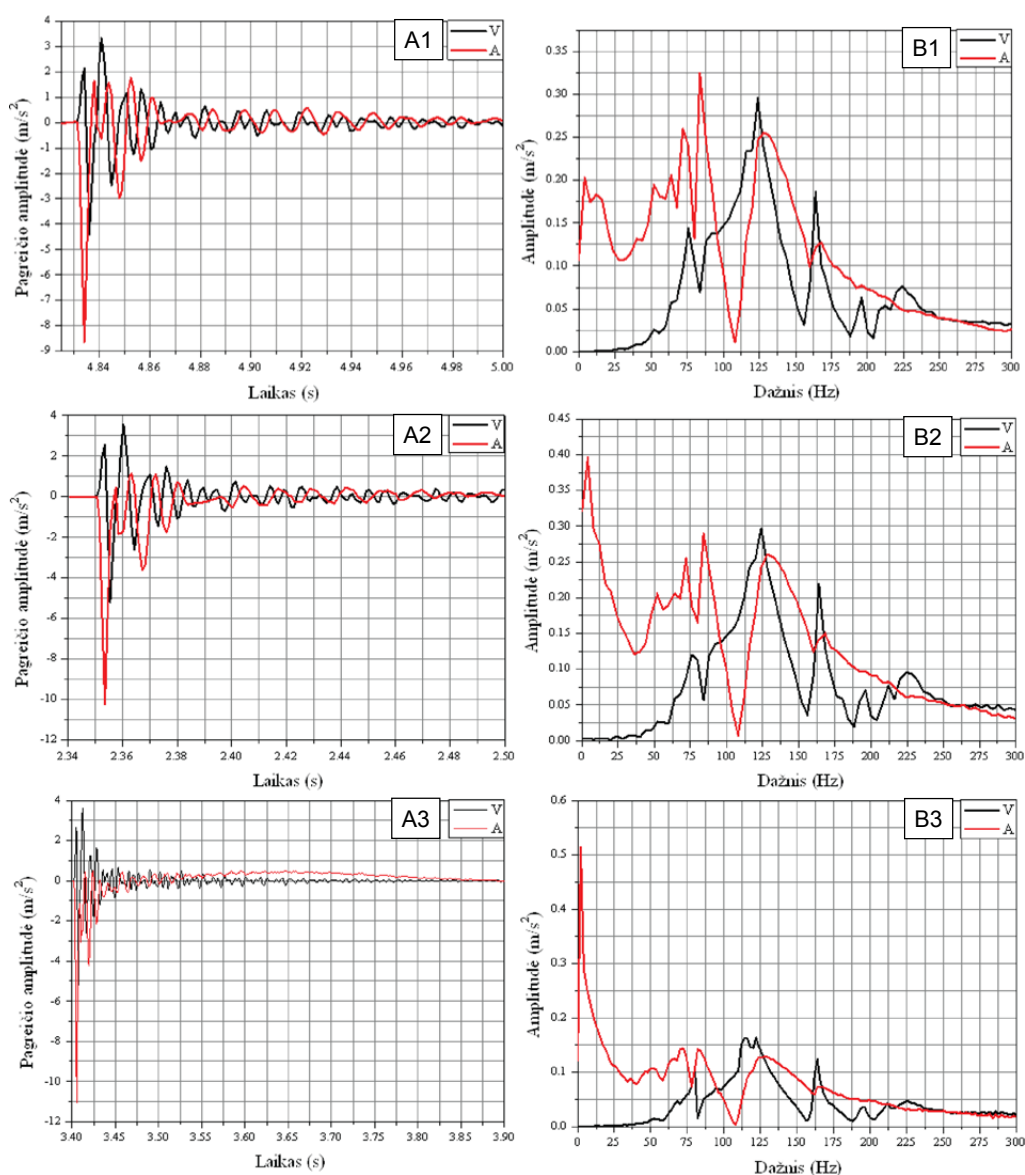 A1
V
A
4
3
2
1
0
-1
-2
-3
-4
-5
-6
-7
-8
-9
Pagreičio amplitudė (m/s²)
4.84 4.86 4.88 4.90 4.92 4.94 4.96 4.98 5.00
Laikas (s)
B1
V
A
0.35
0.30
0.25
0.20
0.15
0.10
0.05
0.00
Amplitudė (m/s²)
0 25 50 75 100 125 150 175 200 225 250 275 300
Dažnis (Hz)
A2
V
A
4
2
0
-2
-4
-6
-8
-10
-12
Pagreičio amplitudė (m/s²)
2.34 2.36 2.38 2.40 2.42 2.44 2.46 2.48 2.50
Laikas (s)
B2
V
A
0.45
0.40
0.35
0.30
0.25
0.20
0.15
0.10
0.05
0.00
Amplitudė (m/s²)
0 25 50 75 100 125 150 175 200 225 250 275 300
Dažnis (Hz)
A3
V
A
4
2
0
-2
-4
-6
-8
-10
-12
Pagreičio amplitudė (m/s²)
3.40 3.45 3.50 3.55 3.60 3.65 3.70 3.75 3.80 3.85 3.90
Laikas (s)
B3
V
A
0.6
0.5
0.4
0.3
0.2
0.1
0.0
Amplitudė (m/s²)
0 25 50 75 100 125 150 175 200 225 250 275 300
Dažnis (Hz)